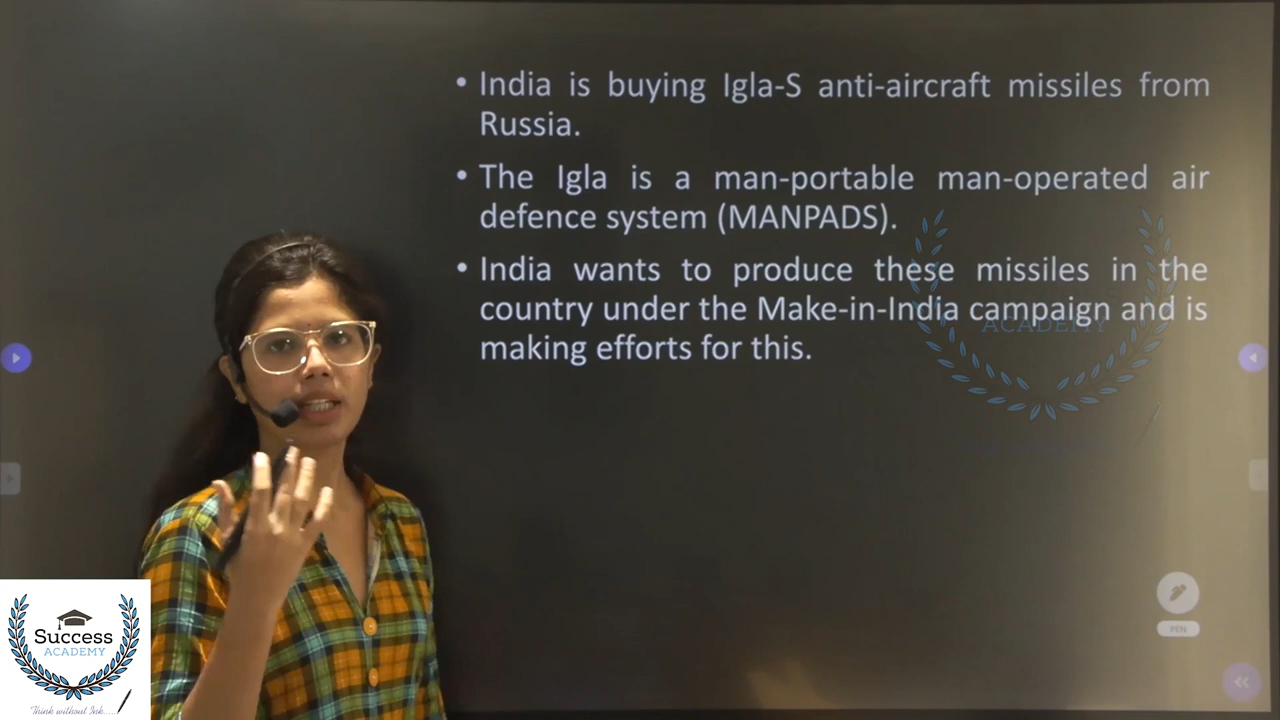 • India is buying Igla-S anti-aircraft missiles from
Russia.
• The Igla is a man-portable man-operated air
defence system (MANPADS).
• India wants to produce these missiles in the
country under the Make-in-India campaign and is
making efforts for this.
ACADEMY
PEN
Success
ACADEMY
Think without Ink.....